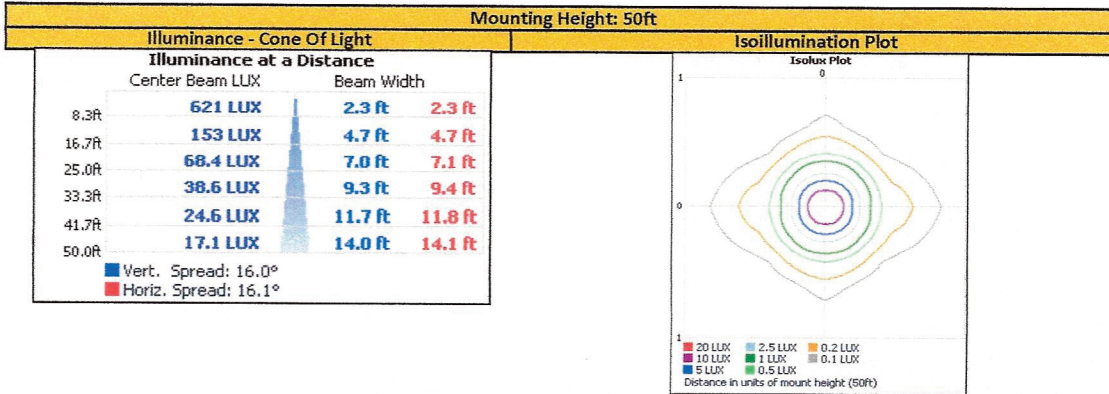 Mounting Height: 50ft
Illuminance - Cone Of Light
Isoillumination Plot
Illuminance at a Distance
Center Beam LUX Beam Width
621 LUX 2.3 ft 2.3 ft
8.3ft
153 LUX 4.7 ft 4.7 ft
16.7ft
68.4 LUX 7.0 ft 7.1 ft
25.0ft
38.6 LUX 9.3 ft 9.4 ft
33.3ft
24.6 LUX 11.7 ft 11.8 ft
41.7ft
17.1 LUX 14.0 ft 14.1 ft
50.0ft
Vert. Spread: 16.0°
Horiz. Spread: 16.1°
Isolux Plot
0
1
0
1
20 LUX 2.5 LUX 0.2 LUX
10 LUX 1 LUX 0.1 LUX
5 LUX 0.5 LUX
Distance in units of mount height (50ft)